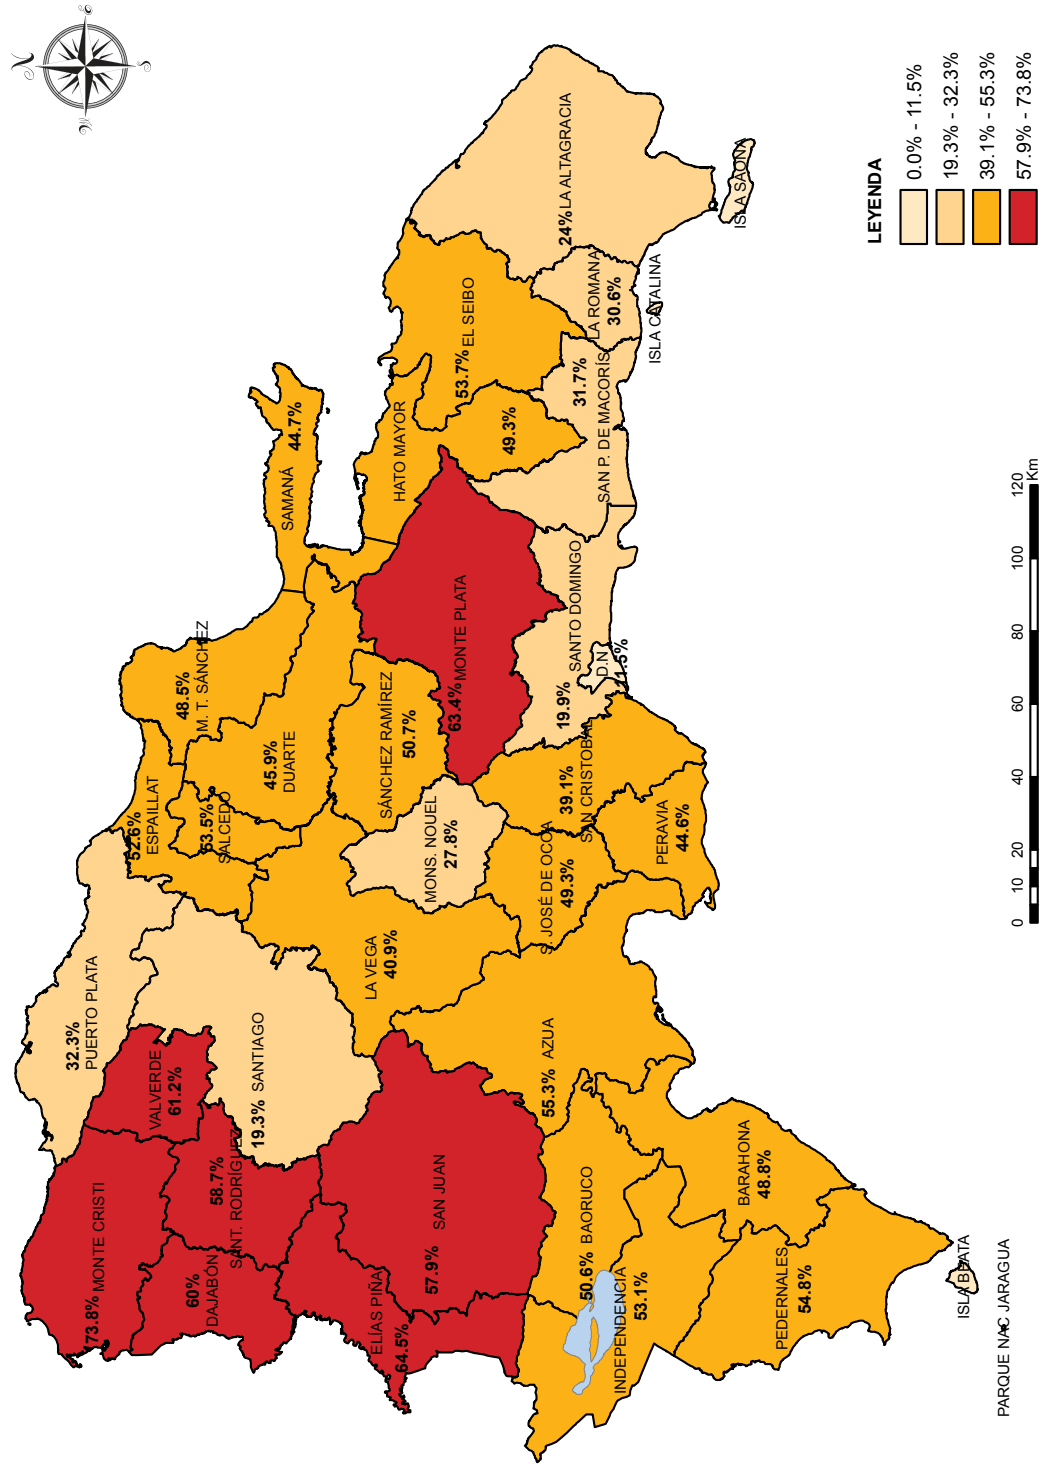 N
S
73.8% MONTE CRISTI
60%
DAJABÓN
58.7%
SANT. RODRÍGUEZ
VALVERDE
61.2%
32.3%
PUERTO PLATA
19.3% SANTIAGO
52.6%
ESPAILLAT
53.5%
SALCEDO
48.5%
M. T. SÁNCHEZ
45.9%
DUARTE
SAMANÁ
44.7%
ELÍAS PIÑA
64.5%
57.9%
SAN JUAN
LA VEGA
40.9%
MONS. NOUEL
27.8%
SÁNCHEZ RAMÍREZ
50.7%
63.4% MONTE PLATA
HATO MAYOR
49.3%
53.7% EL SEIBO
24% LA ALTAGRACIA
LA ROMANA
30.6%
31.7%
SAN P. DE MACORÍS
19.9%
SANTO DOMINGO
D.N.
11.5%
39.1%
SAN CRISTOBAL
S. JOSÉ DE OCOA
49.3%
PERAVIA
44.6%
55.3% AZUA
50.6% BAORUCO
INDEPENDENCIA
53.1%
BARAHONA
48.8%
PEDERNALES
54.8%
ISLA CATALINA
ISLA SAONA
ISLA BEATA
PARQUE NAC JARAGUA
0 10 20 40 60 80 100 120
Km
LEYENDA
0.0% - 11.5%
19.3% - 32.3%
39.1% - 55.3%
57.9% - 73.8%